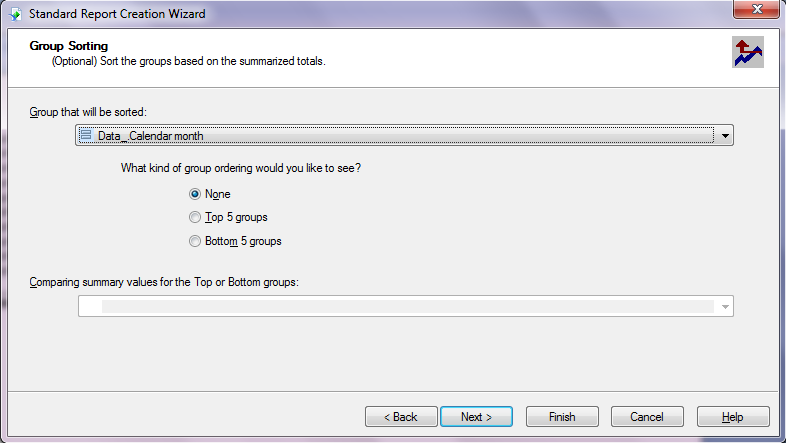 Standard Report Creation Wizard
Group Sorting
(Optional) Sort the groups based on the summarized totals.
Group that will be sorted:
Data_.Calendar month
What kind of group ordering would you like to see?
None
Top 5 groups
Bottom 5 groups
Comparing summary values for the Top or Bottom groups:
< Back Next > Finish Cancel Help